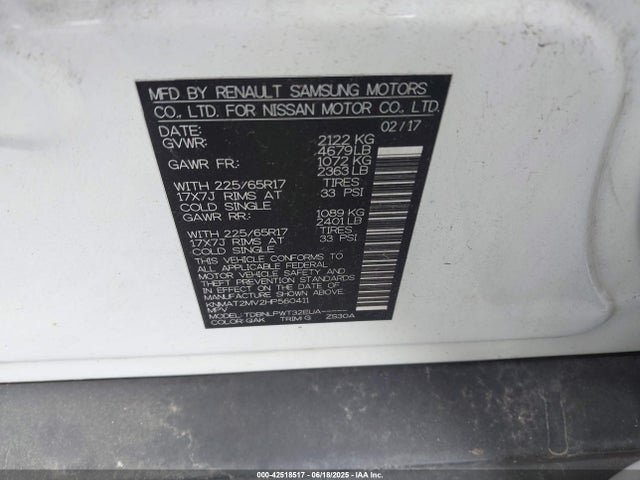 MFD BY RENAULT SAMSUNG MOTORS
CO., LTD. FOR NISSAN MOTOR CO., LTD.
DATE: 02/17
GVWR: 2122 KG
4679LB
GAWR FR: 1072 KG
2363 LB
WITH 225/65R17 TIRES
17X7J RIMS AT 33 PSI
COLD SINGLE
GAWR RR: 1089 KG
2401 LB
WITH 225/65R17 TIRES
17X7J RIMS AT 33 PSI
COLD SINGLE
THIS VEHICLE CONFORMS TO
ALL APPLICABLE FEDERAL
MOTOR VEHICLE SAFETY AND
THEFT PREVENTION STANDARDS
IN EFFECT ON THE DATE OF
MANUFACTURE SHOWN ABOVE.
KNMAT2MV2HP560411
MPV
MODEL: TDBNLPWT32EUA-----
COLOR: QAK TRIM: G ZS30A
000-42518517 - 06/18/2025 - IAA Inc.